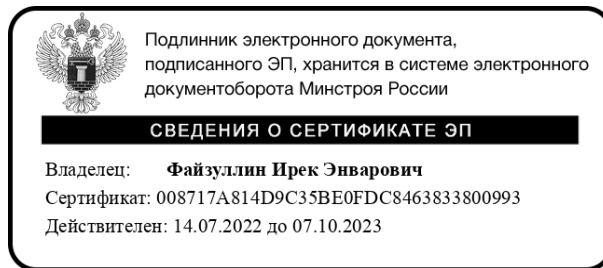 Подлинник электронного документа,
подписанного ЭП, хранится в системе электронного
документоборота Минстроя России
СВЕДЕНИЯ О СЕРТИФИКАТЕ ЭП
Владелец: Файзуллин Ирек Энварович
Сертификат: 008717A814D9C35BE0FDC8463833800993
Действителен: 14.07.2022 до 07.10.2023